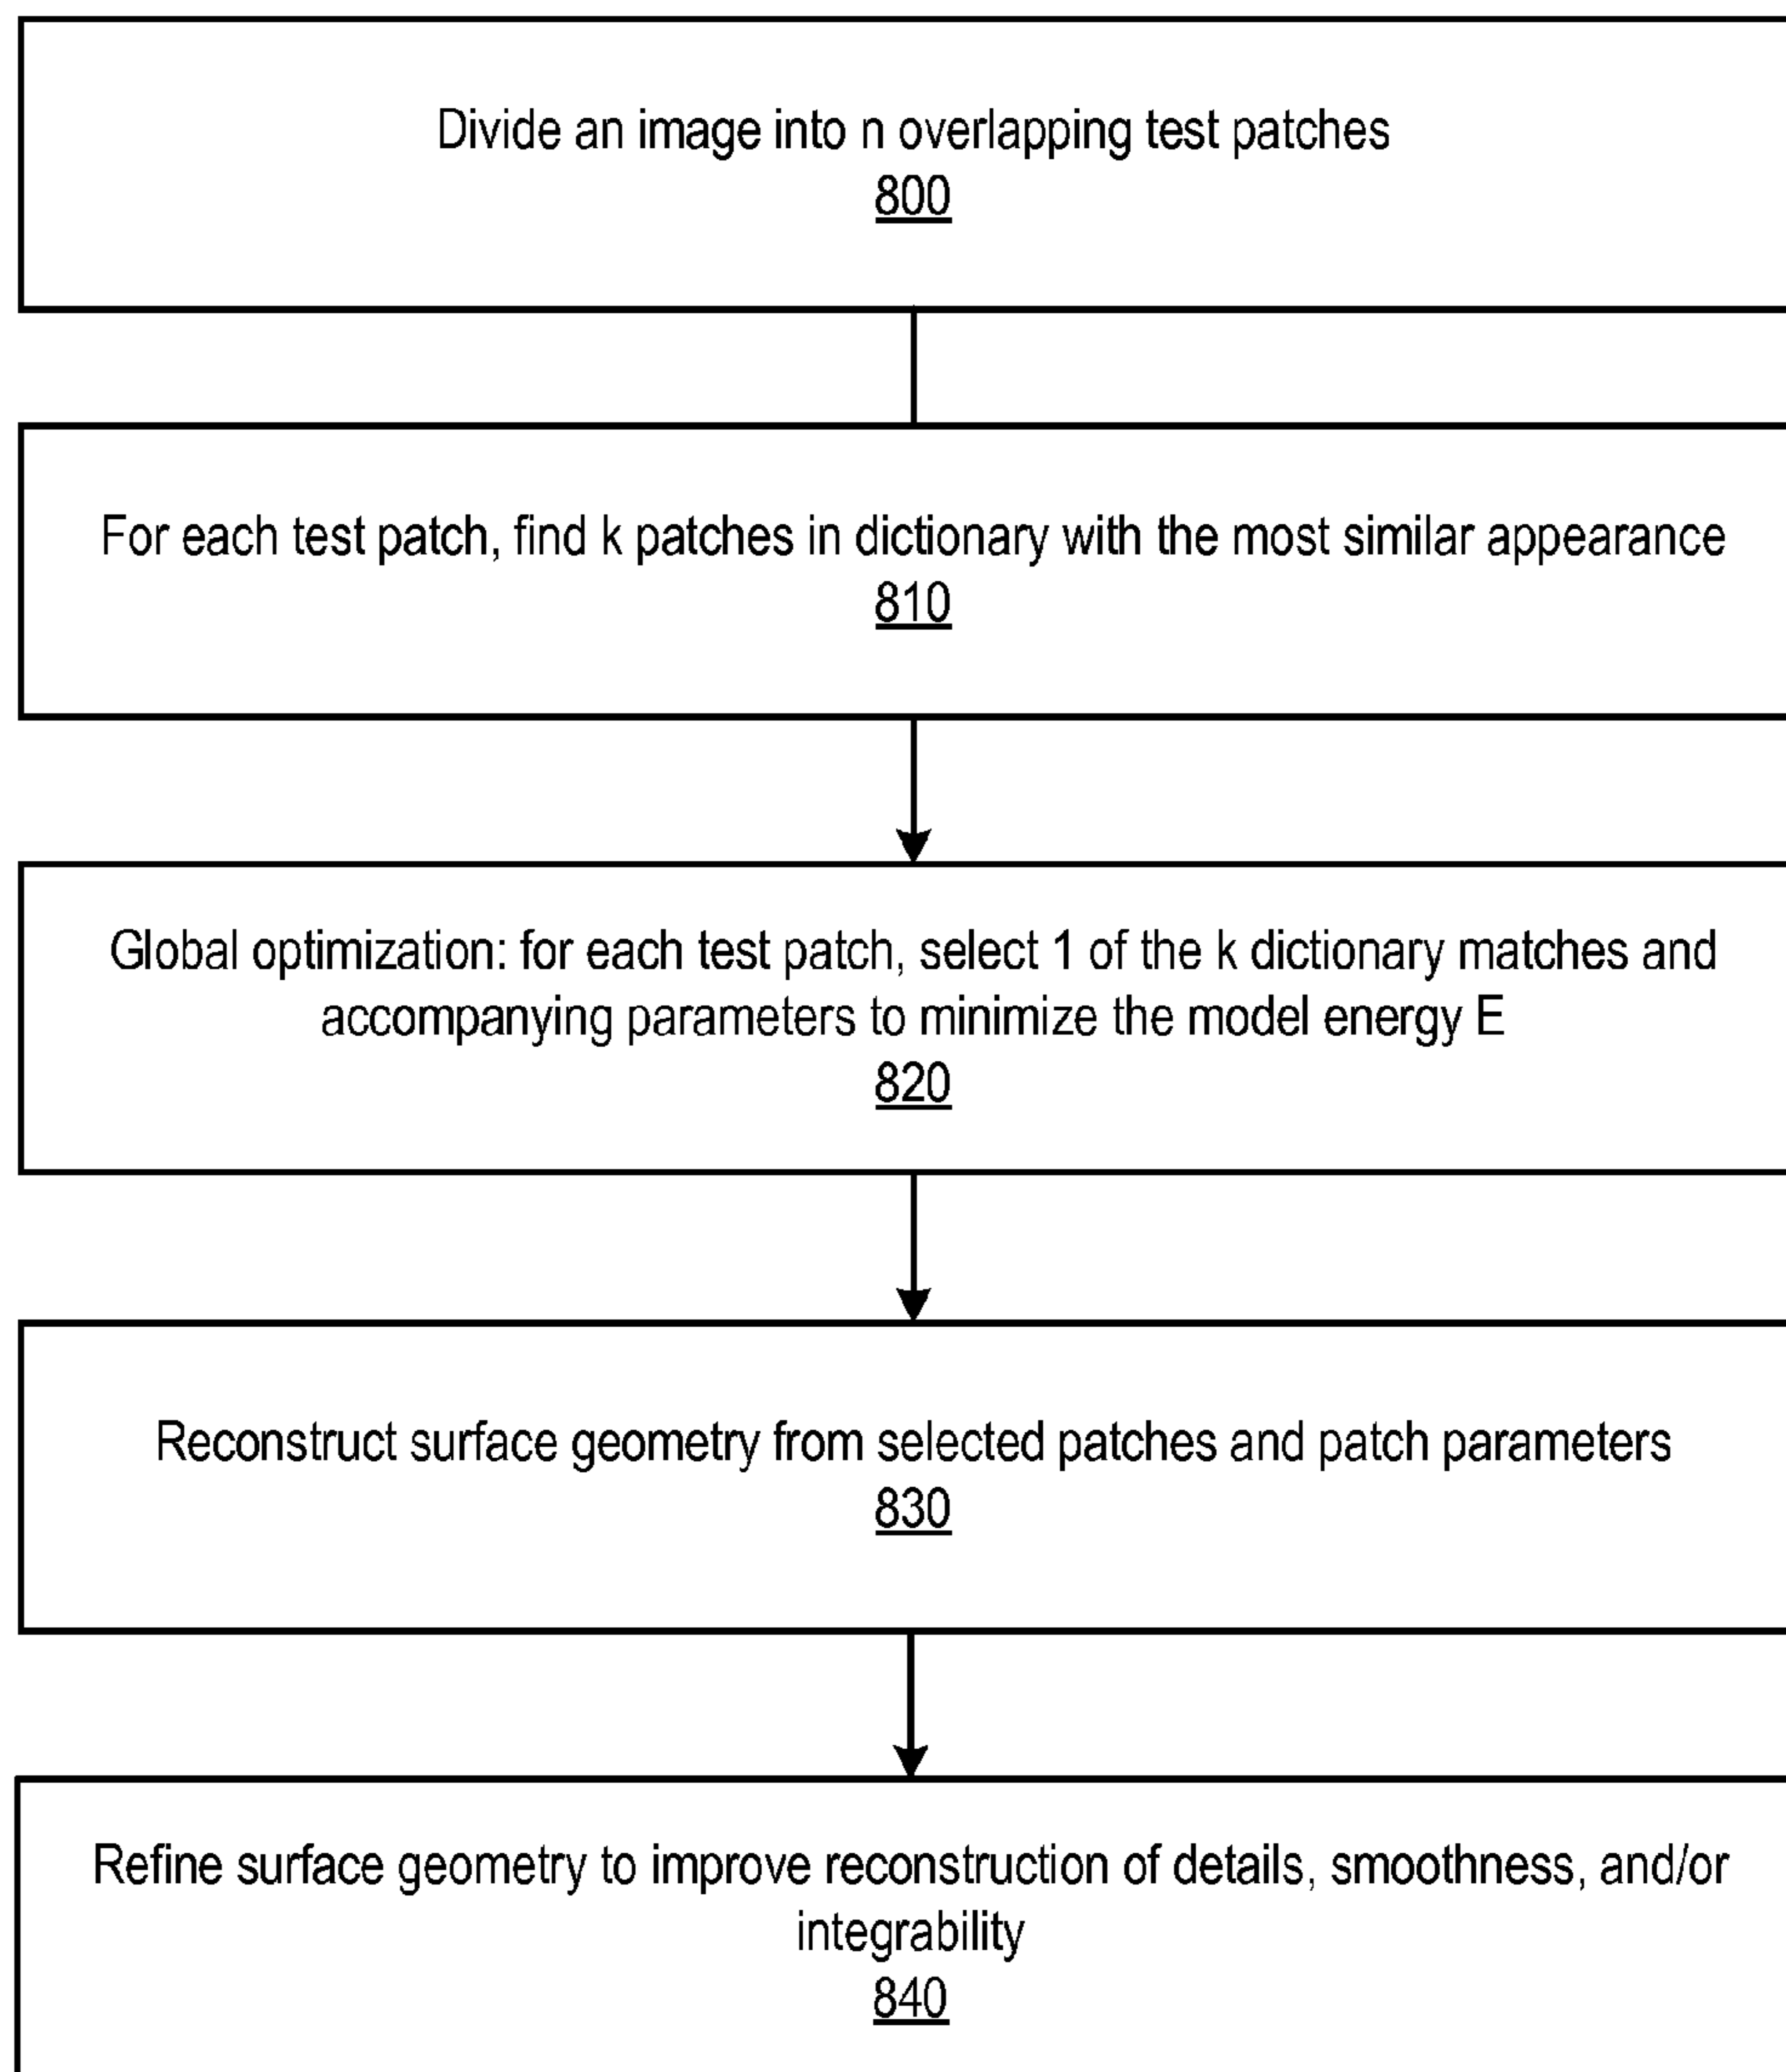 Divide an image into n overlapping test patches
800
For each test patch, find k patches in dictionary with the most similar appearance
810
Global optimization: for each test patch, select 1 of the k dictionary matches and
accompanying parameters to minimize the model energy E
820
Reconstruct surface geometry from selected patches and patch parameters
830
Refine surface geometry to improve reconstruction of details, smoothness, and/or
integrability
840